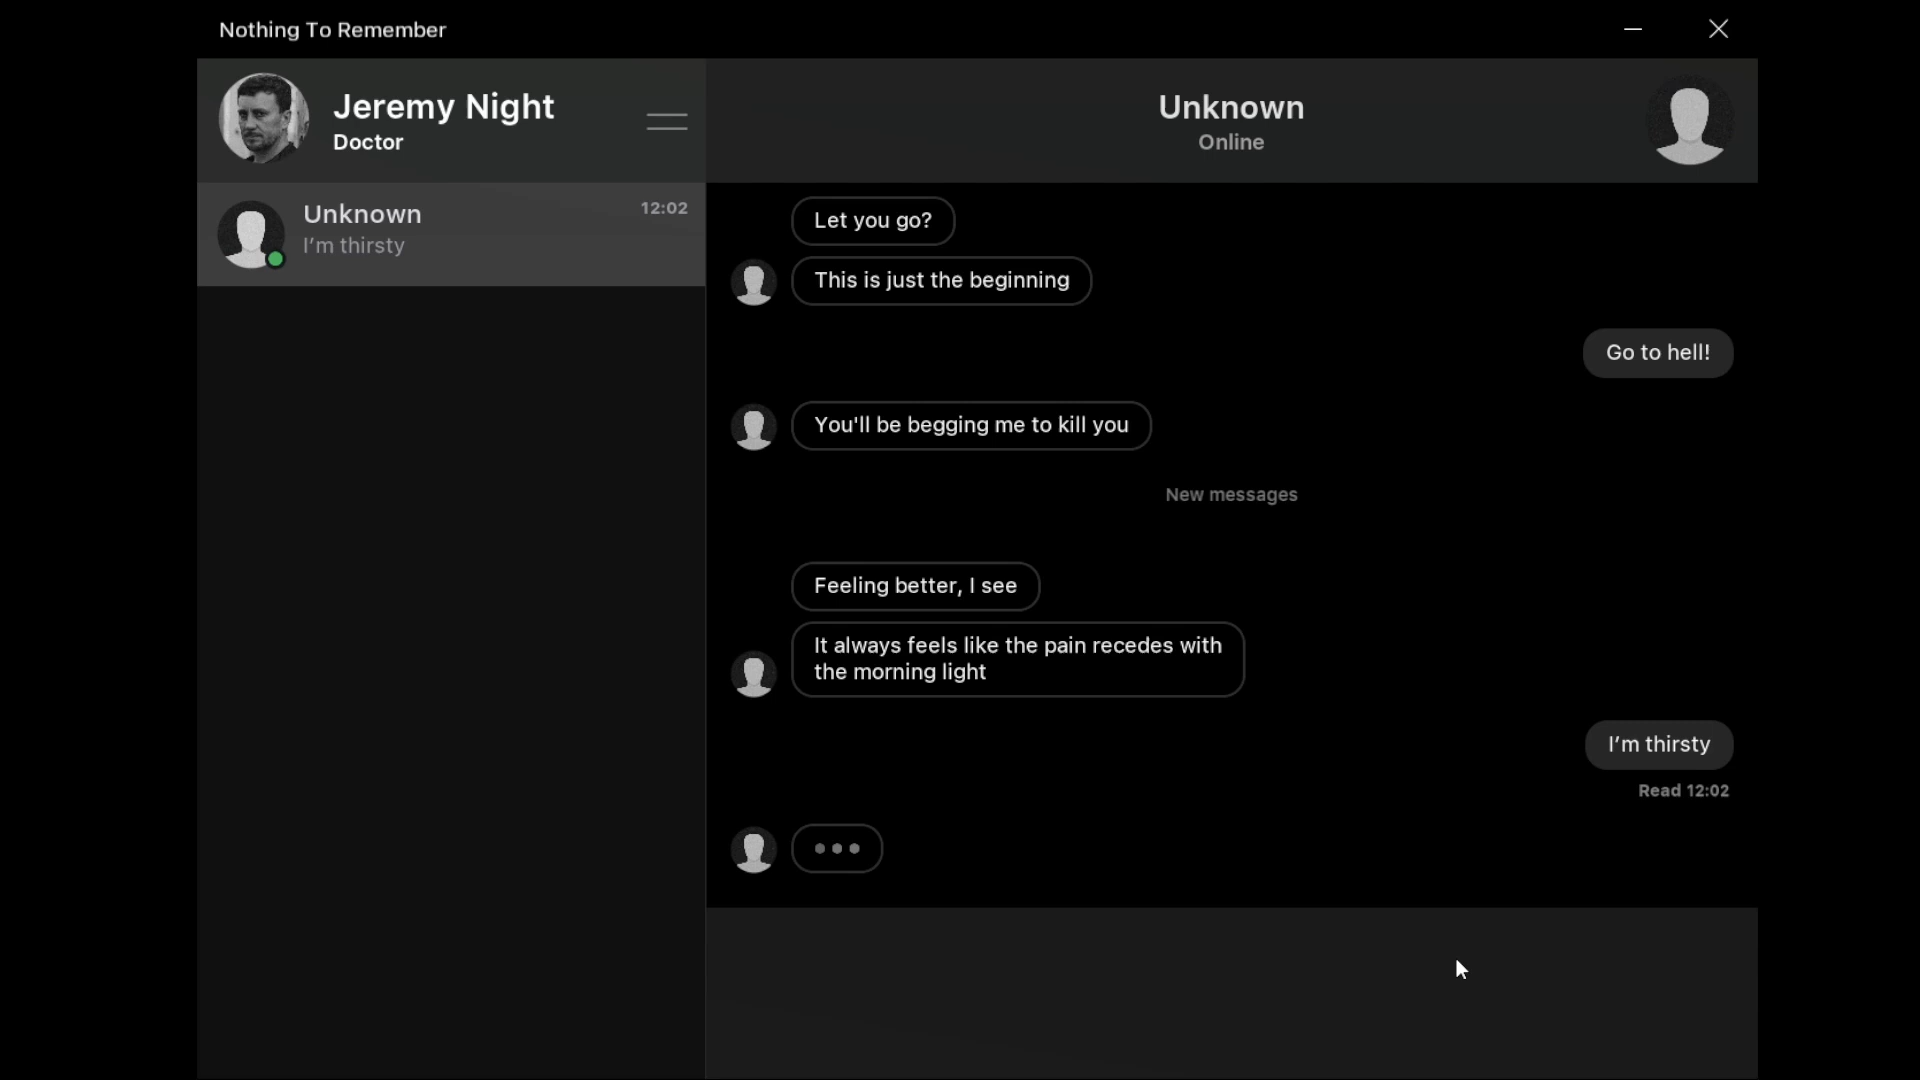 Nothing To Remember
Jeremy Night
Doctor
Unknown
12:02
I’m thirsty
Unknown
Online
Let you go?
This is just the beginning
Go to hell!
You'll be begging me to kill you
New messages
Feeling better, I see
It always feels like the pain recedes with
the morning light
I’m thirsty
Read 12:02